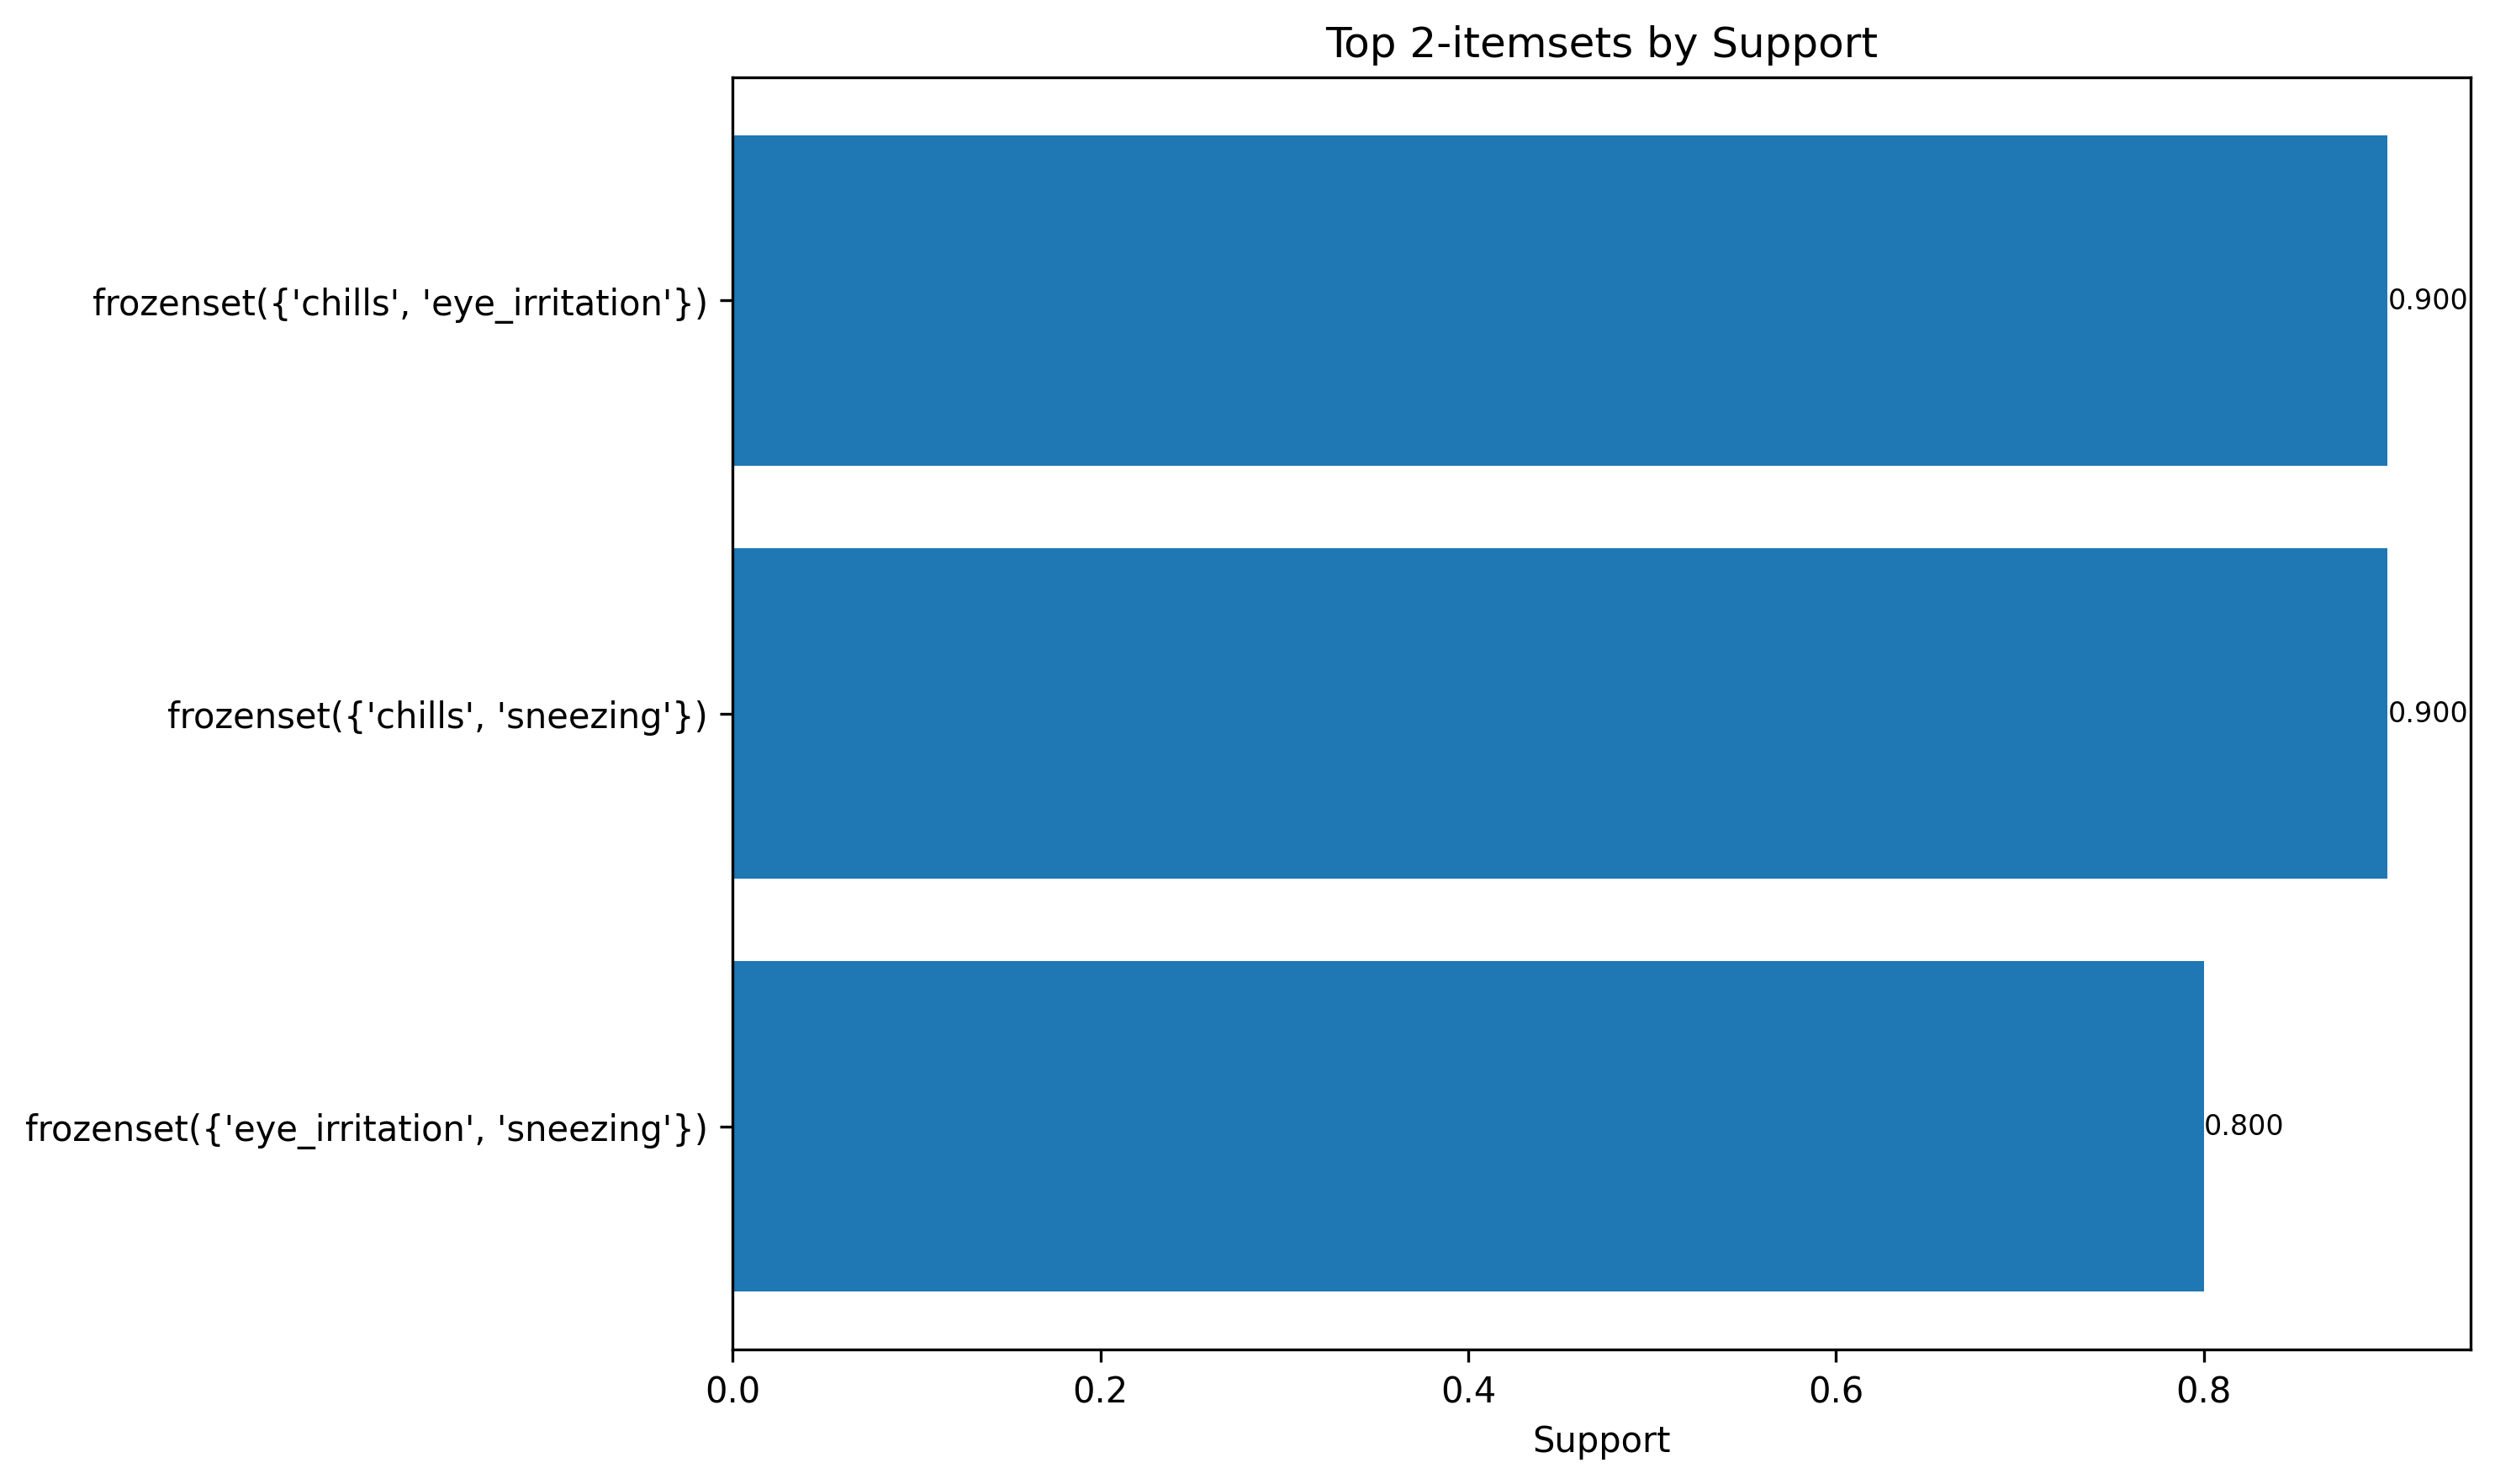 Top 2-itemsets by Support
frozenset({'chills', 'eye_irritation'})
0.900
frozenset({'chills', 'sneezing'})
0.900
frozenset({'eye_irritation', 'sneezing'})
0.800
0.0 0.2 0.4 0.6 0.8
Support